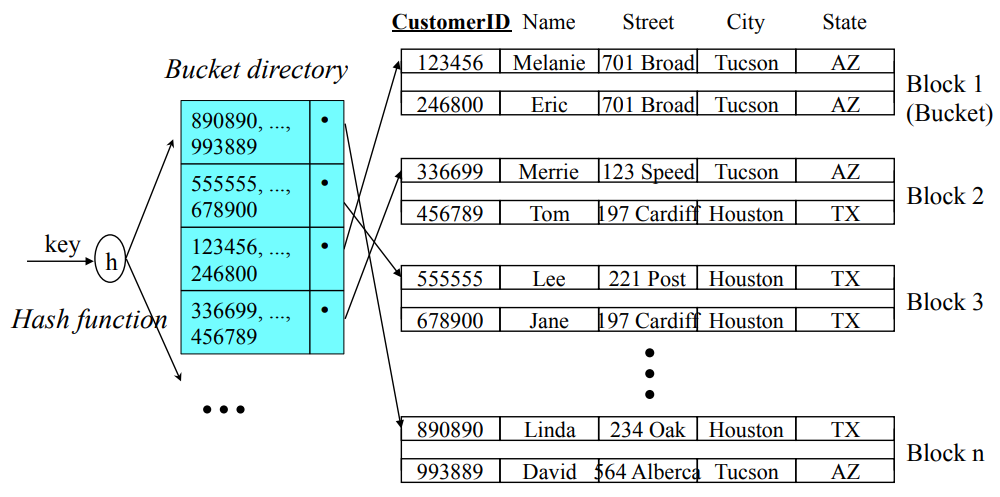 CustomerID Name Street City State
Bucket directory
123456 Melanie 701 Broad Tucson AZ
246800 Eric 701 Broad Tucson AZ
Block 1
(Bucket)
890890, ...,
993889
555555, ...,
678900
123456, ...,
246800
336699, ...,
456789
key
h
Hash function
336699 Merrie 123 Speed Tucson AZ
456789 Tom 197 Cardiff Houston TX
Block 2
555555 Lee 221 Post Houston TX
678900 Jane 197 Cardiff Houston TX
Block 3
890890 Linda 234 Oak Houston TX
993889 David 564 Alberca Tucson AZ
Block n